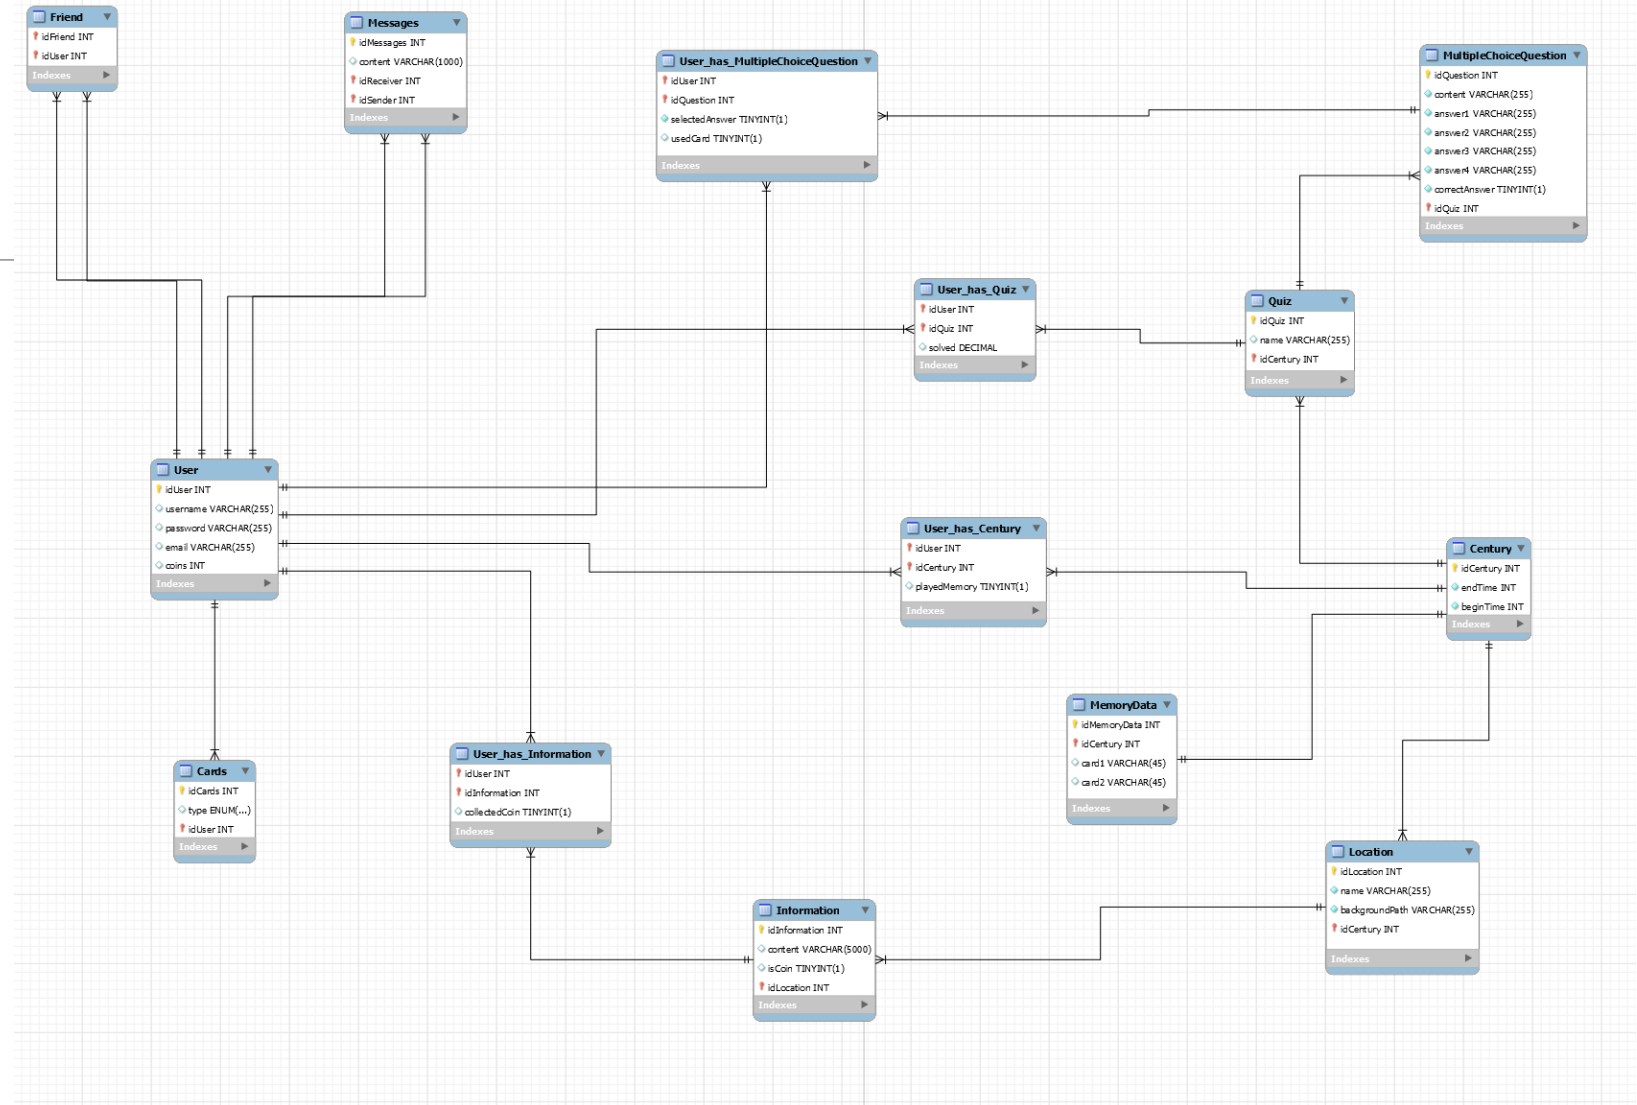 Friend
idFriend INT
idUser INT
Indexes
Messages
idMessages INT
content VARCHAR(1000)
idReceiver INT
idSender INT
Indexes
User_has_MultipleChoiceQuestion
idUser INT
idQuestion INT
selectedAnswer TINYINT(1)
usedCard TINYINT(1)
Indexes
MultipleChoiceQuestion
idQuestion INT
content VARCHAR(255)
answer1 VARCHAR(255)
answer2 VARCHAR(255)
answer3 VARCHAR(255)
answer4 VARCHAR(255)
correctAnswer TINYINT(1)
idQuiz INT
Indexes
User_has_Quiz
idUser INT
idQuiz INT
solved DECIMAL
Indexes
Quiz
idQuiz INT
name VARCHAR(255)
idCentury INT
Indexes
User
idUser INT
username VARCHAR(255)
password VARCHAR(255)
email VARCHAR(255)
coins INT
Indexes
User_has_Century
idUser INT
idCentury INT
playedMemory TINYINT(1)
Indexes
Century
idCentury INT
endTime INT
beginTime INT
Indexes
MemoryData
idMemoryData INT
idCentury INT
card1 VARCHAR(45)
card2 VARCHAR(45)
Indexes
Cards
idCards INT
type ENUM(...)
idUser INT
Indexes
User_has_Information
idUser INT
idInformation INT
collectedCoin TINYINT(1)
Indexes
Location
idLocation INT
name VARCHAR(255)
backgroundPath VARCHAR(255)
idCentury INT
Indexes
Information
idInformation INT
content VARCHAR(5000)
isCoin TINYINT(1)
idLocation INT
Indexes